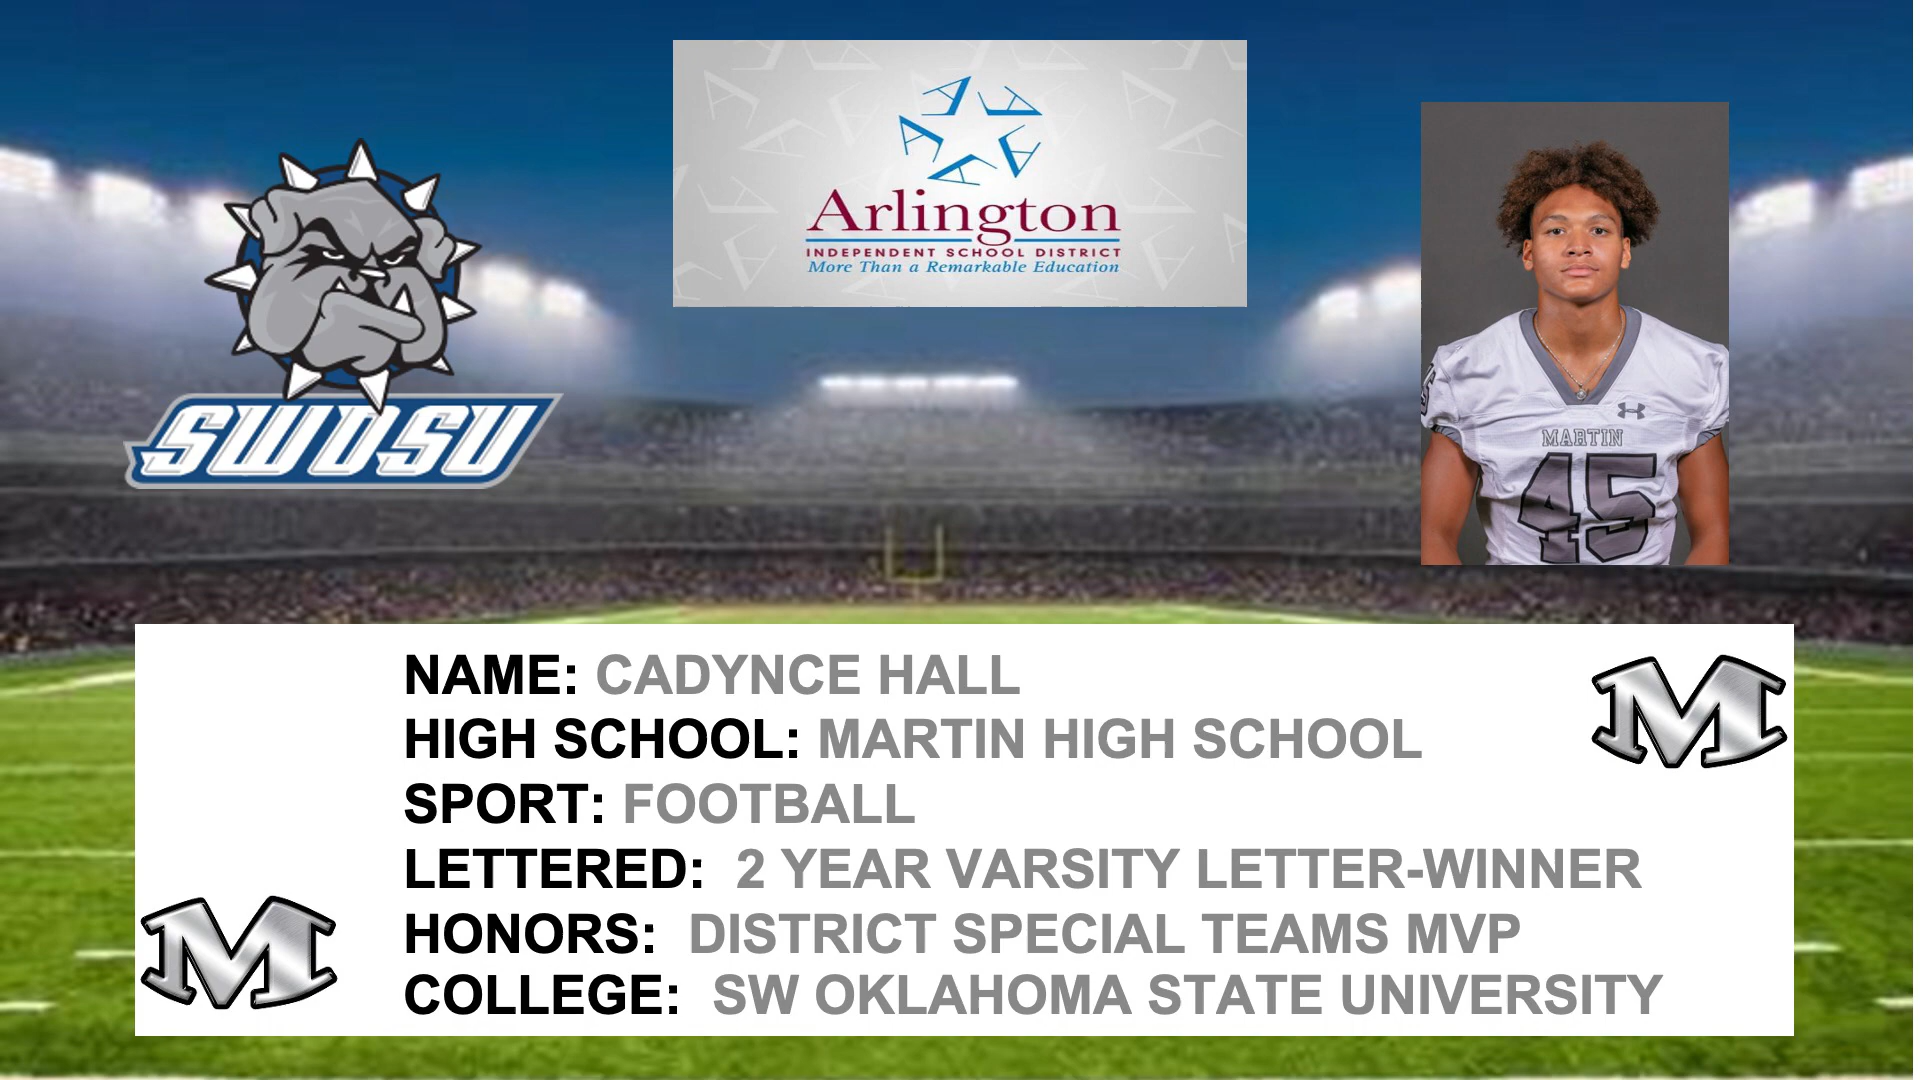 Arlington
INDEPENDENT SCHOOL DISTRICT
More Than a Remarkable Education
SWOSU
MARTIN
45
NAME: CADYNCE HALL
HIGH SCHOOL: MARTIN HIGH SCHOOL
SPORT: FOOTBALL
LETTERED: 2 YEAR VARSITY LETTER-WINNER
HONORS: DISTRICT SPECIAL TEAMS MVP
COLLEGE: SW OKLAHOMA STATE UNIVERSITY
M
M